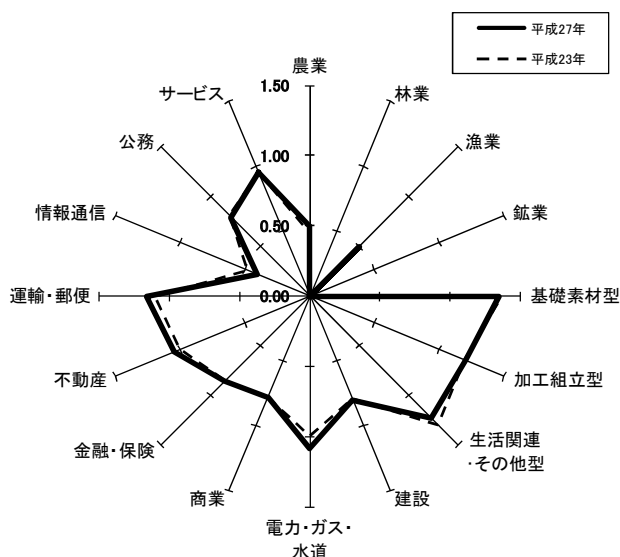 平成27年
平成23年
農業
林業
漁業
鉱業
基礎素材型
加工組立型
生活関連
・その他型
建設
電力・ガス・
水道
商業
金融・保険
不動産
運輸・郵便
情報通信
公務
サービス
1.50
1.00
0.50
0.00